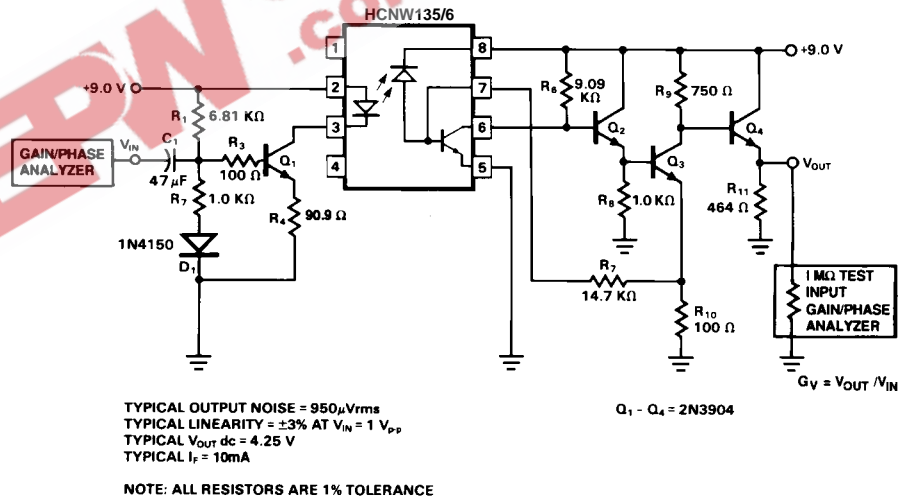 HCNW135/6
EPW
.co
1
2
3
4
8
7
6
5
+9.0 V
R1 6.81 KΩ
GAIN/PHASE
ANALYZER
VIN
C1
47 μF
R3
100 Ω
Q1
R7 1.0 KΩ
R4 90.9 Ω
1N4150
D1
+9.0 V
R6 9.09
KΩ
R9 750 Ω
Q2
Q3
Q4
VOUT
R8 1.0 KΩ
R11
464 Ω
R7
14.7 KΩ
R10
100 Ω
1 MΩ TEST
INPUT
GAIN/PHASE
ANALYZER
GV = VOUT /VIN
Q1 - Q4 = 2N3904
TYPICAL OUTPUT NOISE = 950μVrms
TYPICAL LINEARITY = ±3% AT VIN = 1 Vp-p
TYPICAL VOUT dc = 4.25 V
TYPICAL IF = 10mA
NOTE: ALL RESISTORS ARE 1% TOLERANCE